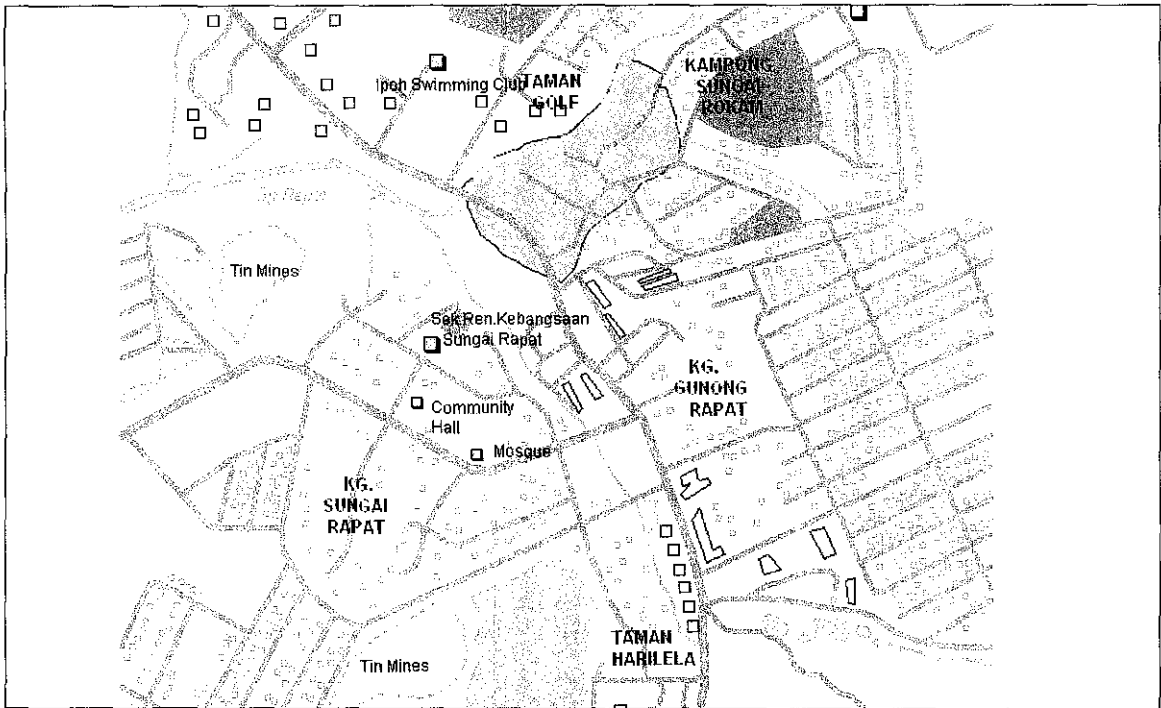 Ipoh Swimming Club
TAMAN
GOLF
KAMPONG
SUNGAI
ROKAM
Tin Mines
Sek.Ren.Kebangsaan
Sungai Rapat
KG.
GUNONG
RAPAT
Community
Hall
Mosque
KG.
SUNGAI
RAPAT
TAMAN
HARILELA
Tin Mines